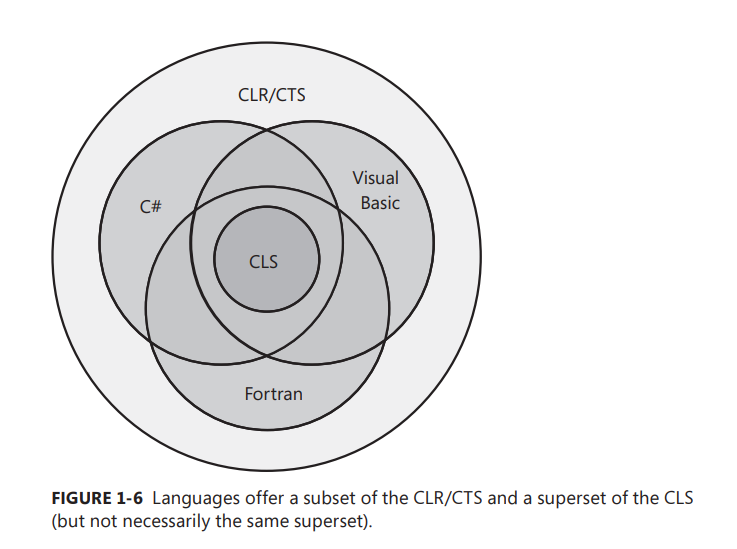 CLR/CTS
Visual
Basic
C#
CLS
Fortran
FIGURE 1-6 Languages offer a subset of the CLR/CTS and a superset of the CLS
(but not necessarily the same superset).